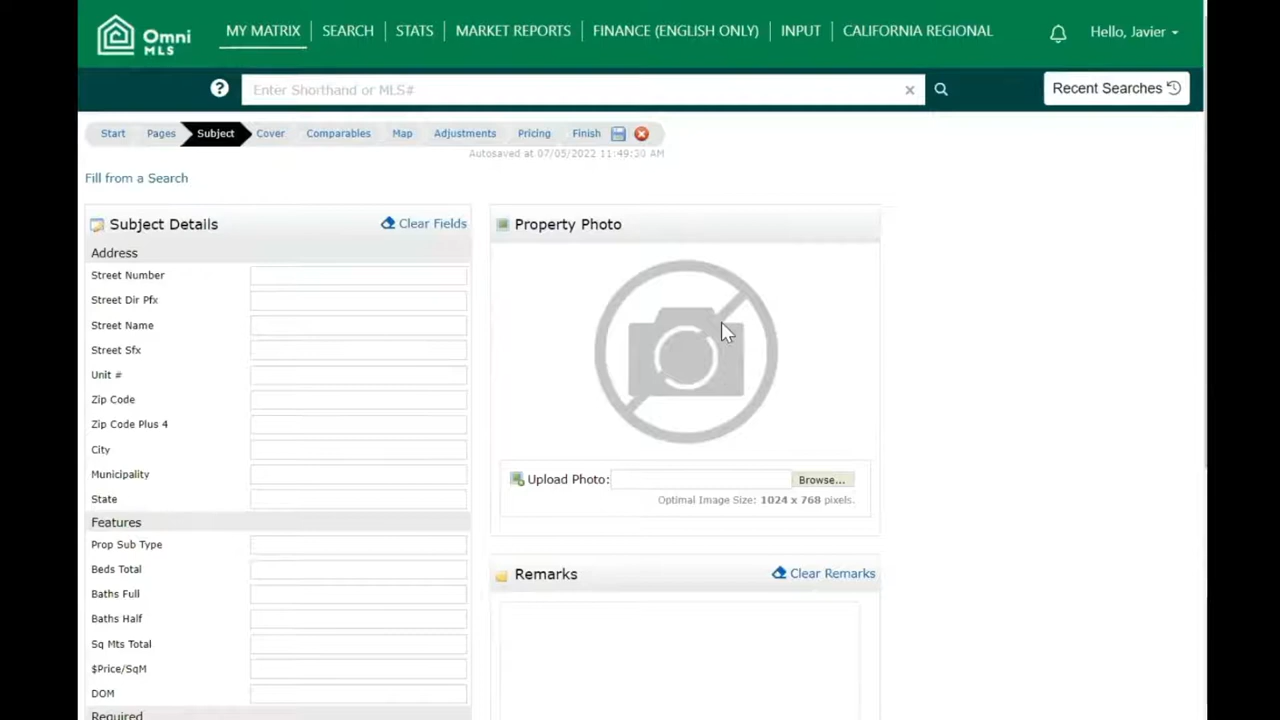 Omni MLS
MY MATRIX SEARCH STATS MARKET REPORTS FINANCE (ENGLISH ONLY) INPUT CALIFORNIA REGIONAL Hello, Javier
? Enter Shorthand or MLS# Recent Searches
Start Pages Subject Cover Comparables Map Adjustments Pricing Finish
Autosaved at 07/05/2022 11:49:30 AM
Fill from a Search
Subject Details Clear Fields
Address
Street Number
Street Dir Pfx
Street Name
Street Sfx
Unit #
Zip Code
Zip Code Plus 4
City
Municipality
State
Features
Prop Sub Type
Beds Total
Baths Full
Baths Half
Sq Mts Total
$Price/SqM
DOM
Required
Property Photo
Upload Photo: Browse...
Optimal Image Size: 1024 x 768 pixels.
Remarks Clear Remarks